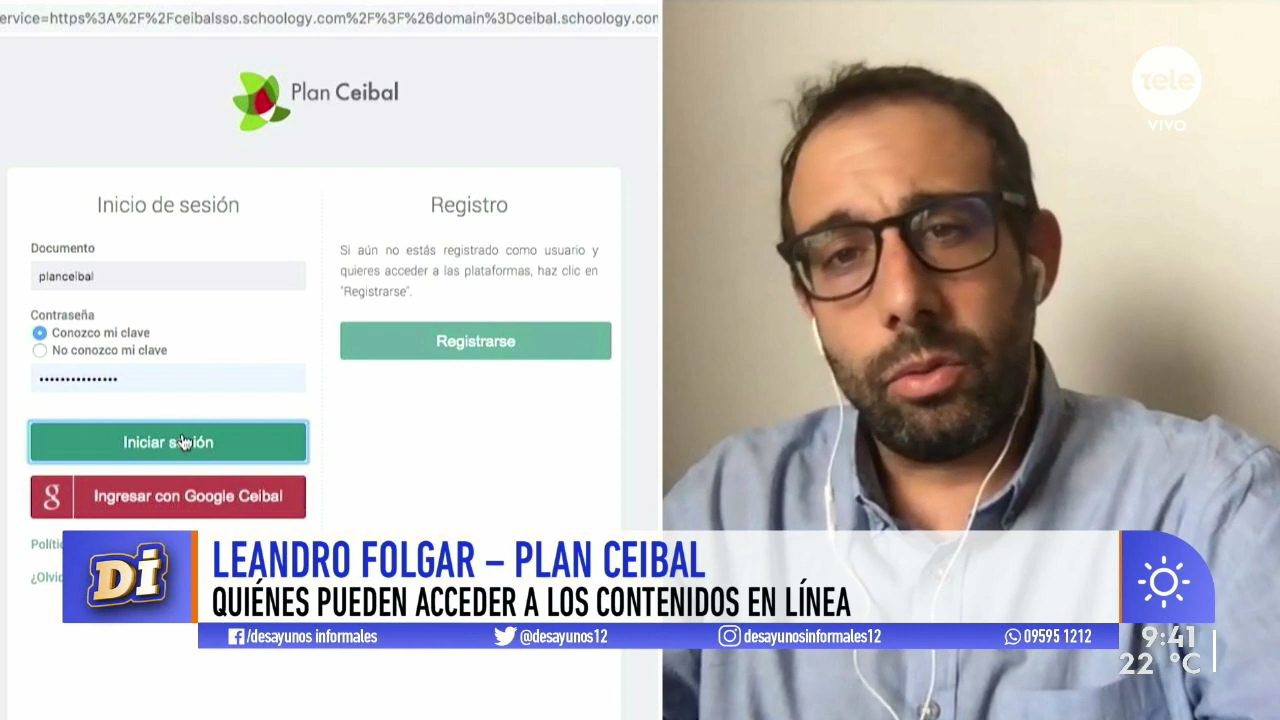 ervice=https%3A%2F%2Fceibalsso.schoology.com%2F%3F%26domain%3Dceibal.schoology.com
Plan Ceibal
Inicio de sesión
Documento
planceibal
Contraseña
Conozco mi clave
No conozco mi clave
•••••••••••••••
Iniciar sesión
g Ingresar con Google Ceibal
Políti
¿Olvid
Registro
Si aún no estás registrado como usuario y
quieres acceder a las plataformas, haz clic en
"Registrarse".
Registrarse
tele
VIVO
Di
LEANDRO FOLGAR – PLAN CEIBAL
QUIÉNES PUEDEN ACCEDER A LOS CONTENIDOS EN LÍNEA
/desayunos informales
@desayunos12
desayunosinformales12
09595 1212
9:41
22 °C